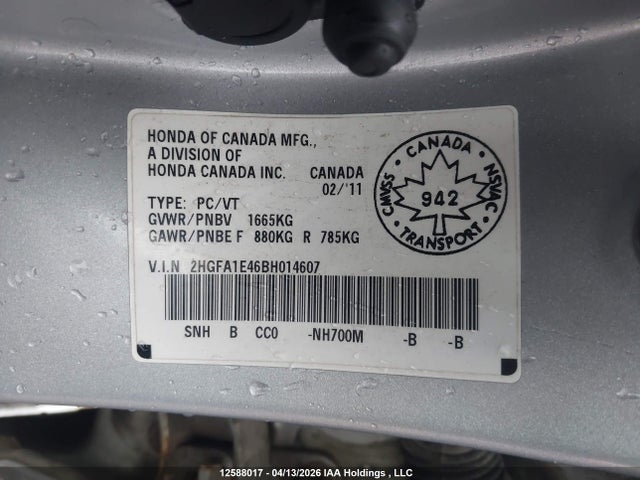 HONDA OF CANADA MFG.,
A DIVISION OF
HONDA CANADA INC. CANADA
02/'11
TYPE: PC/VT
GVWR/PNBV 1665KG
GAWR/PNBE F 880KG R 785KG
V.I.N 2HGFA1E46BH014607
SNH B CC0 -NH700M -B -B
CANADA
CMVSS NSVAC
942
TRANSPORT
12588017 - 04/13/2026 IAA Holdings , LLC